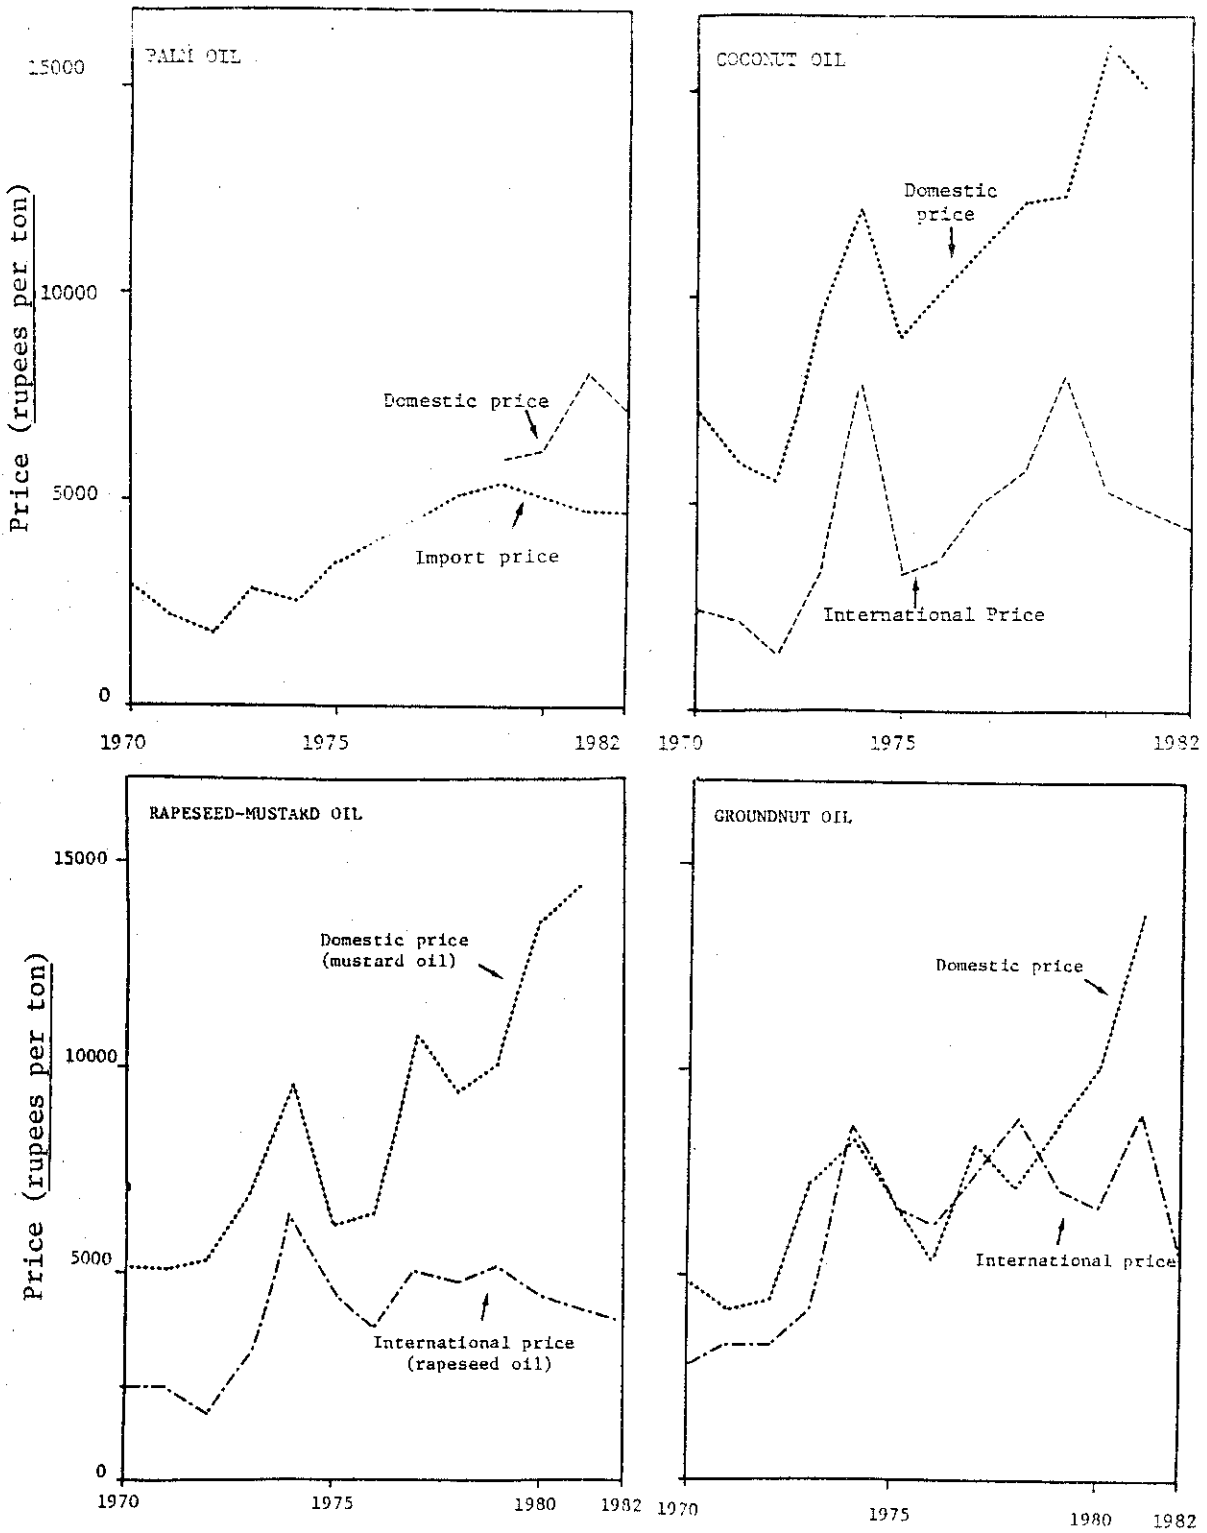 PALM OIL
15000
10000
5000
0
Price (rupees per ton)
Domestic price
Import price
1970 1975 1982
COCONUT OIL
Domestic
price
International Price
1970 1975 1982
RAPESEED-MUSTARD OIL
15000
10000
5000
0
Price (rupees per ton)
Domestic price
(mustard oil)
International price
(rapeseed oil)
1970 1975 1980 1982
GROUNDNUT OIL
Domestic price
International price
1970 1975 1980 1982